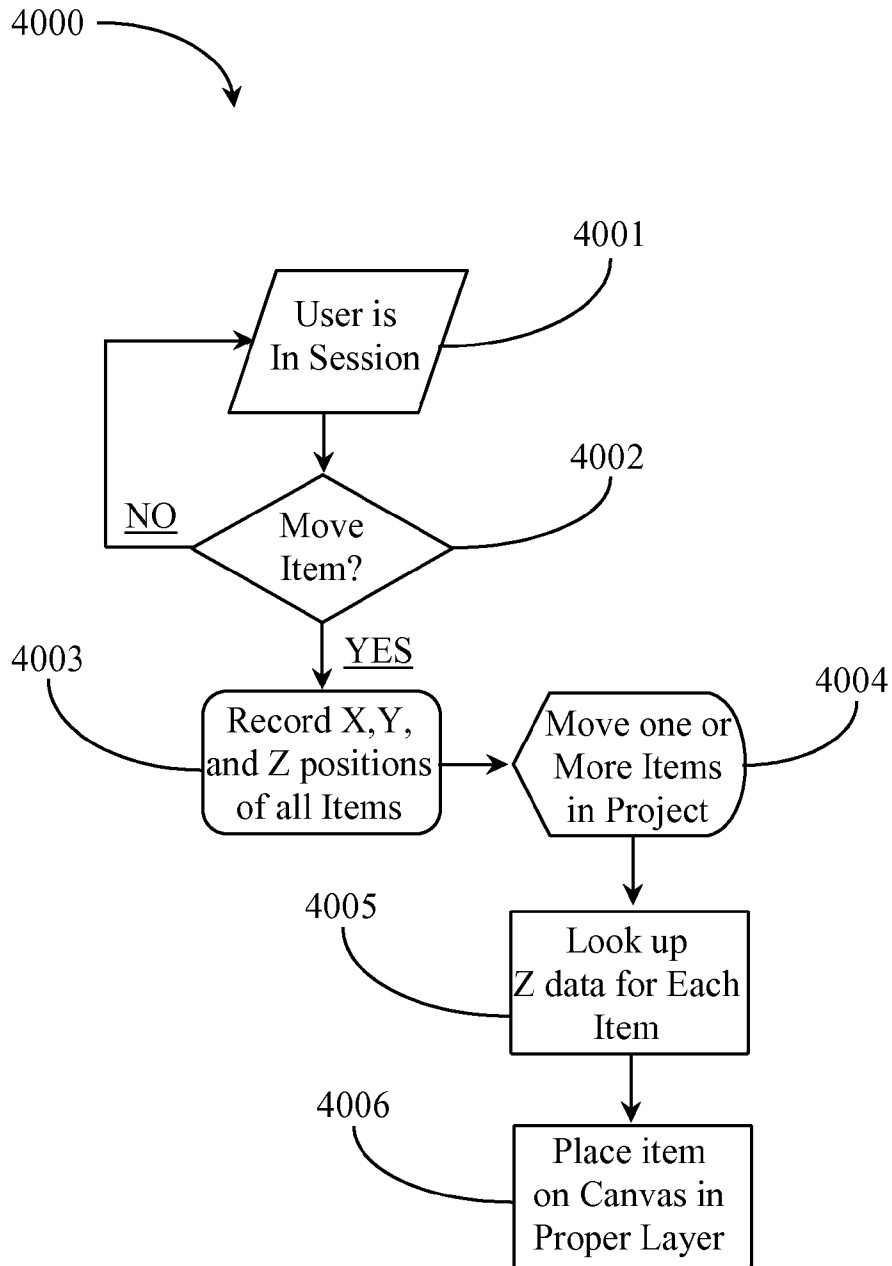 4000
4001
User is
In Session
4002
NO
Move
Item?
YES
4003
4004
Record X,Y,
and Z positions
of all Items
Move one or
More Items
in Project
4005
Look up
Z data for Each
Item
4006
Place item
on Canvas in
Proper Layer